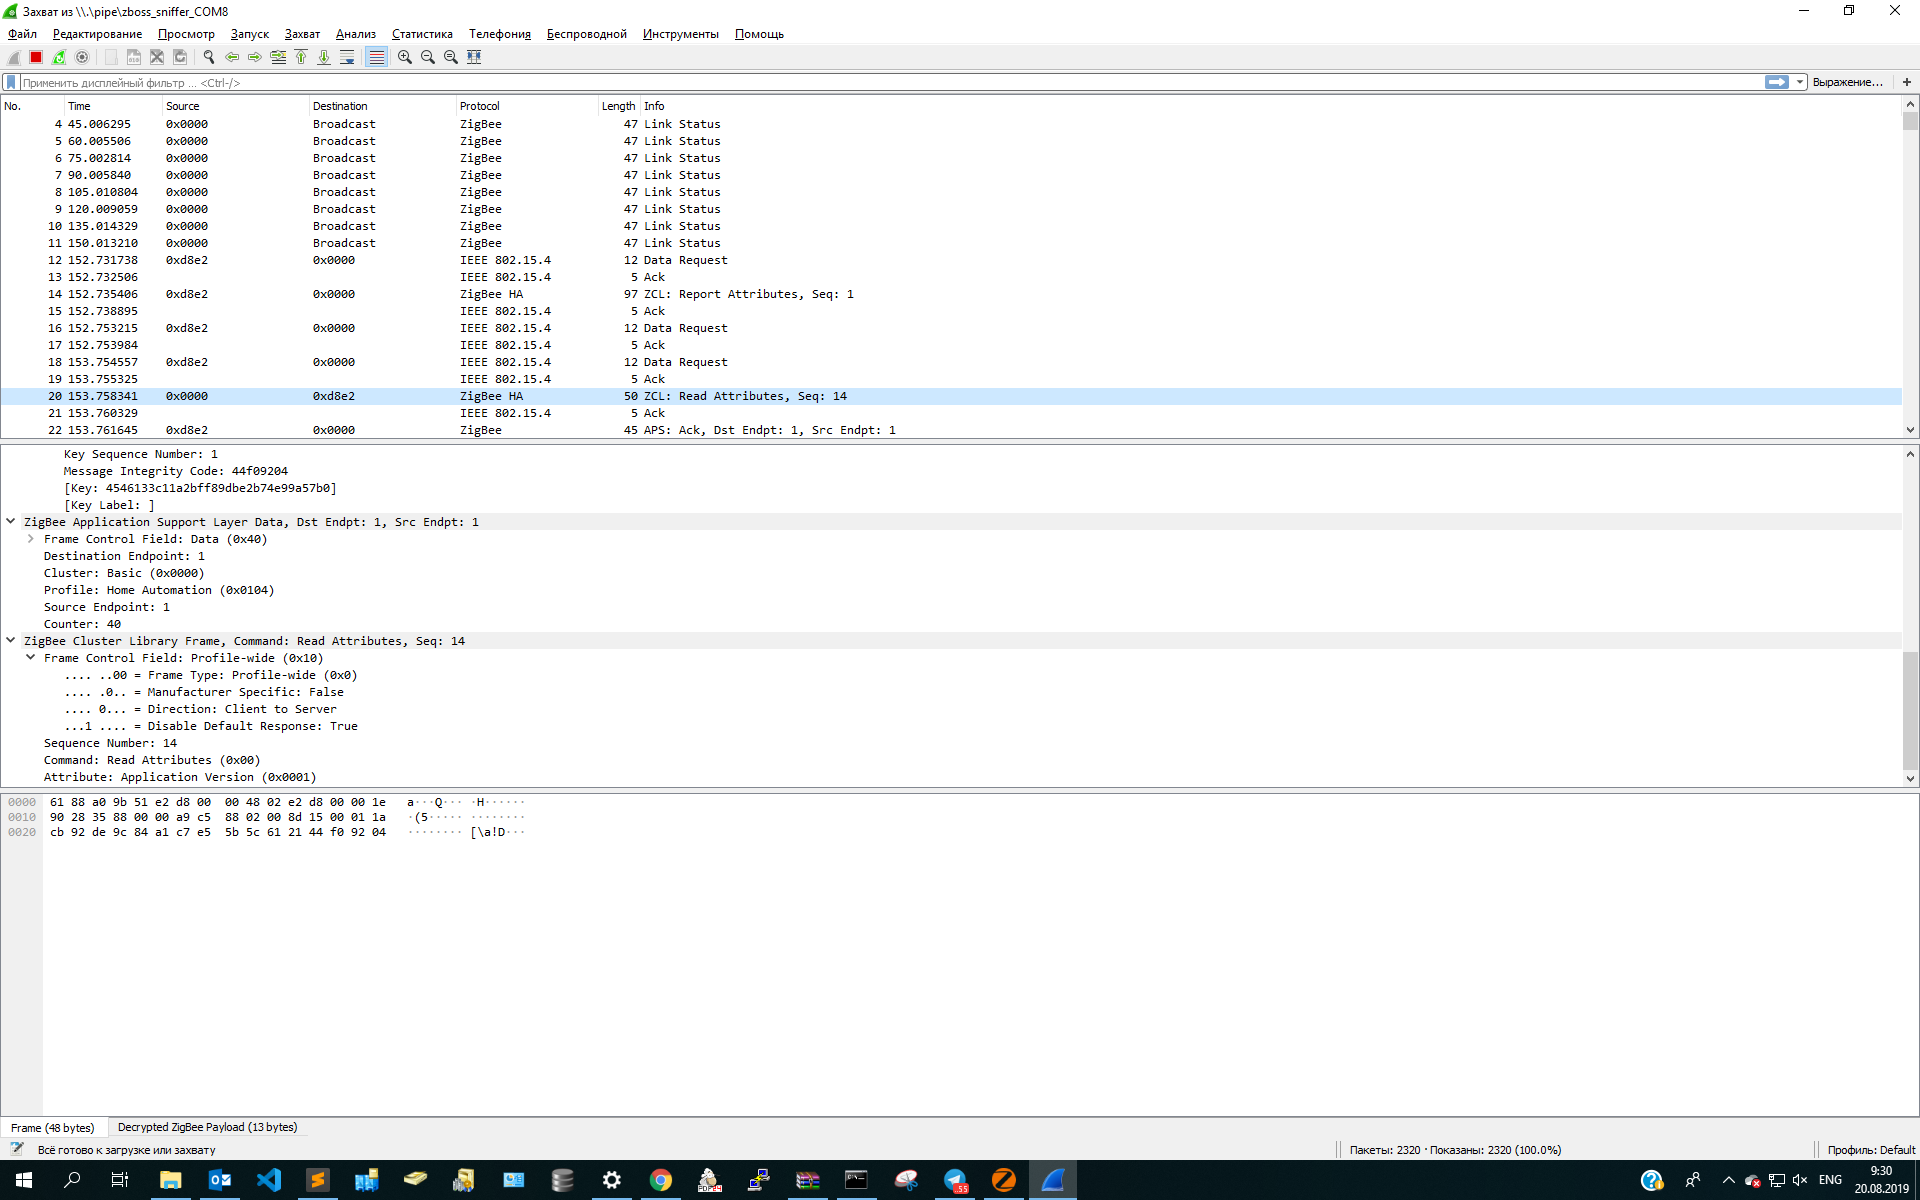 Захват из \\.\pipe\zboss_sniffer_COM8
Файл Редактирование Просмотр Запуск Захват Анализ Статистика Телефония Беспроводной Инструменты Помощь
Применить дисплейный фильтр ... <Ctrl-/> Выражение… +
No. Time Source Destination Protocol Length Info
4 45.006295 0x0000 Broadcast ZigBee 47 Link Status
5 60.005506 0x0000 Broadcast ZigBee 47 Link Status
6 75.002814 0x0000 Broadcast ZigBee 47 Link Status
7 90.005840 0x0000 Broadcast ZigBee 47 Link Status
8 105.010804 0x0000 Broadcast ZigBee 47 Link Status
9 120.009059 0x0000 Broadcast ZigBee 47 Link Status
10 135.014329 0x0000 Broadcast ZigBee 47 Link Status
11 150.013210 0x0000 Broadcast ZigBee 47 Link Status
12 152.731738 0xd8e2 0x0000 IEEE 802.15.4 12 Data Request
13 152.732506 IEEE 802.15.4 5 Ack
14 152.735406 0xd8e2 0x0000 ZigBee HA 97 ZCL: Report Attributes, Seq: 1
15 152.738895 IEEE 802.15.4 5 Ack
16 152.753215 0xd8e2 0x0000 IEEE 802.15.4 12 Data Request
17 152.753984 IEEE 802.15.4 5 Ack
18 153.754557 0xd8e2 0x0000 IEEE 802.15.4 12 Data Request
19 153.755325 IEEE 802.15.4 5 Ack
20 153.758341 0x0000 0xd8e2 ZigBee HA 50 ZCL: Read Attributes, Seq: 14
21 153.760329 IEEE 802.15.4 5 Ack
22 153.761645 0xd8e2 0x0000 ZigBee 45 APS: Ack, Dst Endpt: 1, Src Endpt: 1
Key Sequence Number: 1
Message Integrity Code: 44f09204
[Key: 4546133c11a2bff89dbe2b74e99a57b0]
[Key Label: ]
ZigBee Application Support Layer Data, Dst Endpt: 1, Src Endpt: 1
Frame Control Field: Data (0x40)
Destination Endpoint: 1
Cluster: Basic (0x0000)
Profile: Home Automation (0x0104)
Source Endpoint: 1
Counter: 40
ZigBee Cluster Library Frame, Command: Read Attributes, Seq: 14
Frame Control Field: Profile-wide (0x10)
.... ..00 = Frame Type: Profile-wide (0x0)
.... .0.. = Manufacturer Specific: False
.... 0... = Direction: Client to Server
...1 .... = Disable Default Response: True
Sequence Number: 14
Command: Read Attributes (0x00)
Attribute: Application Version (0x0001)
0000 61 88 a0 9b 51 e2 d8 00 00 48 02 e2 d8 00 00 1e a···Q··· ·H······
0010 90 28 35 88 00 00 a9 c5 88 02 00 8d 15 00 01 1a ·(5····· ········
0020 cb 92 de 9c 84 a1 c7 e5 5b 5c 61 21 44 f0 92 04 ········ [\a!D···
Frame (48 bytes) Decrypted ZigBee Payload (13 bytes)
Всё готово к загрузке или захвату Пакеты: 2320 · Показаны: 2320 (100.0%) Профиль: Default
55 ENG 9:30
20.08.2019